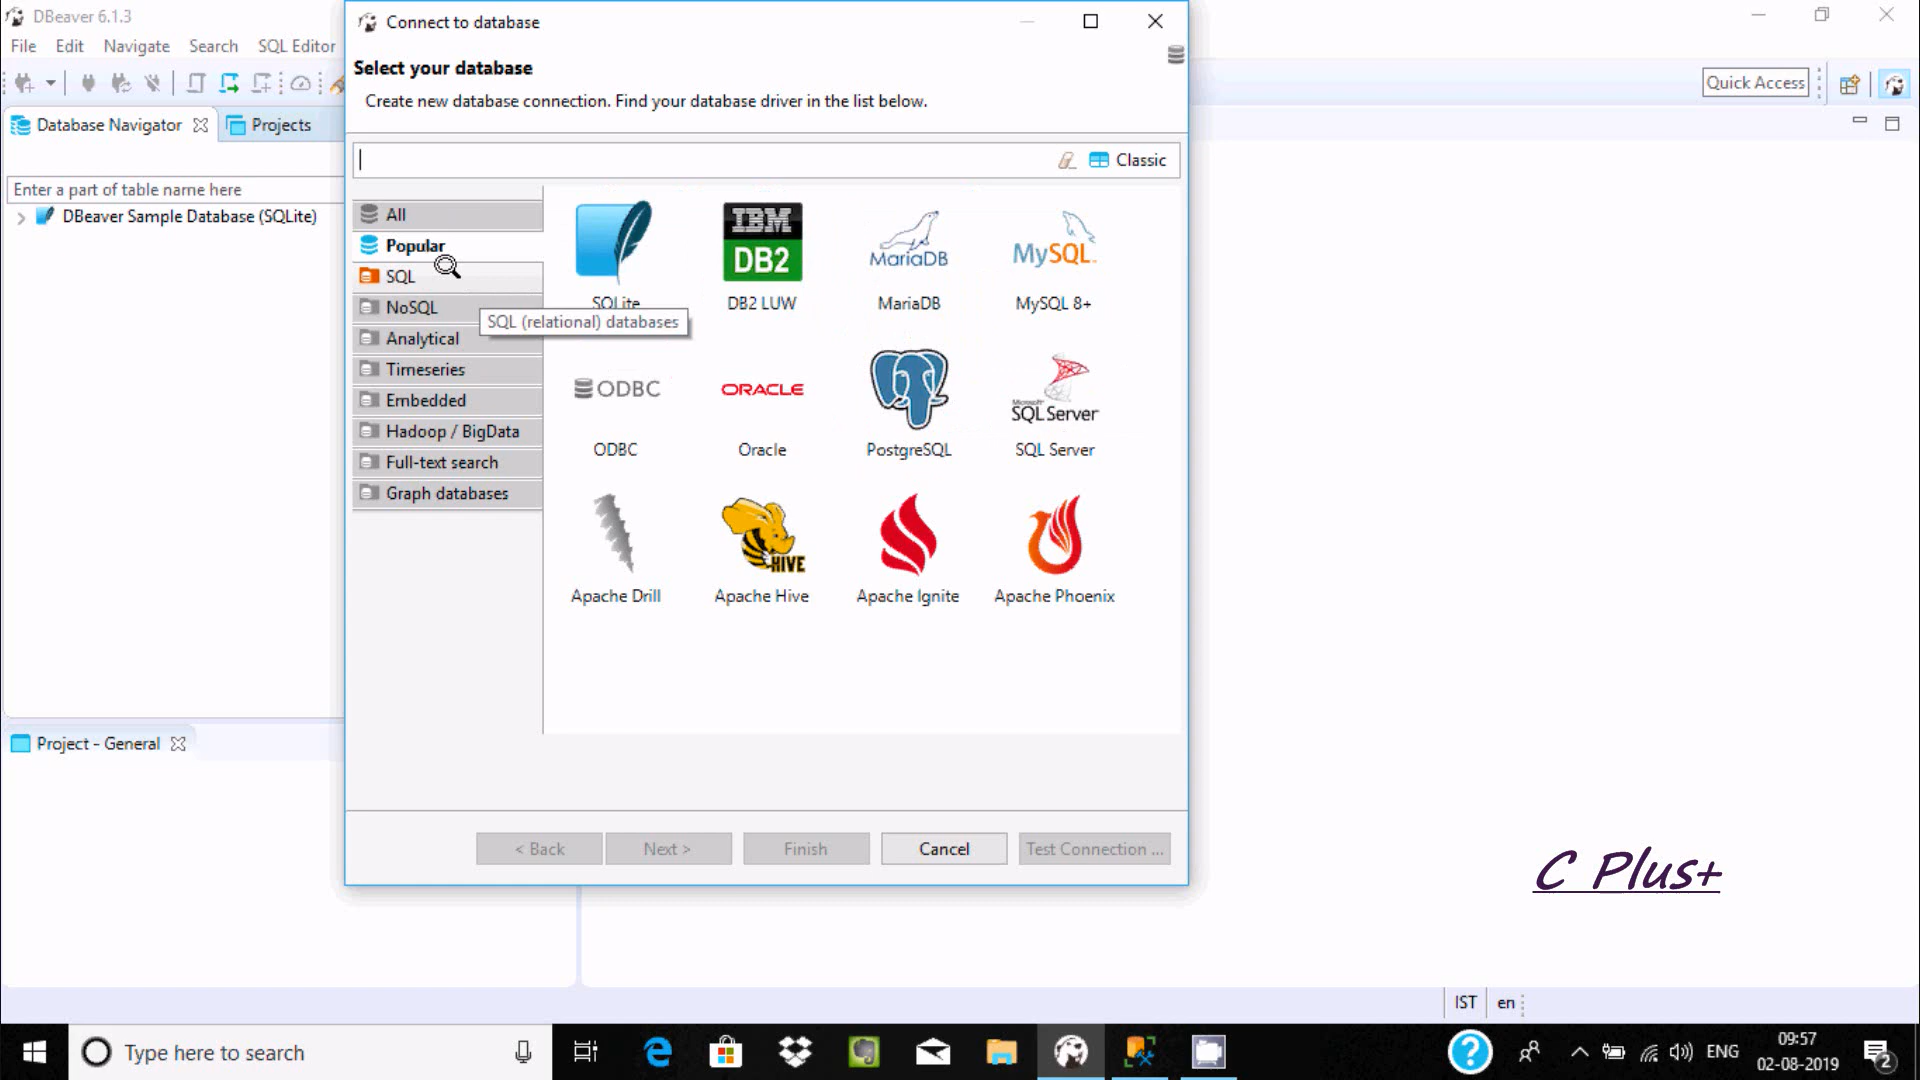 DBeaver 6.1.3
File Edit Navigate Search SQL Editor
Connect to database
Select your database
Create new database connection. Find your database driver in the list below.
Quick Access
Database Navigator
Projects
Classic
Enter a part of table name here
DBeaver Sample Database (SQLite)
All
Popular
SQL
NoSQL
Analytical
Timeseries
Embedded
Hadoop / BigData
Full-text search
Graph databases
SQL (relational) databases
IBM
DB2
MariaDB
MySQL
SQLite
DB2 LUW
MariaDB
MySQL 8+
ODBC
ORACLE
Microsoft
SQL Server
ODBC
Oracle
PostgreSQL
SQL Server
HIVE
Apache Drill
Apache Hive
Apache Ignite
Apache Phoenix
Project - General
< Back
Next >
Finish
Cancel
Test Connection ...
C Plus+
IST
en
Type here to search
ENG
09:57
02-08-2019
2